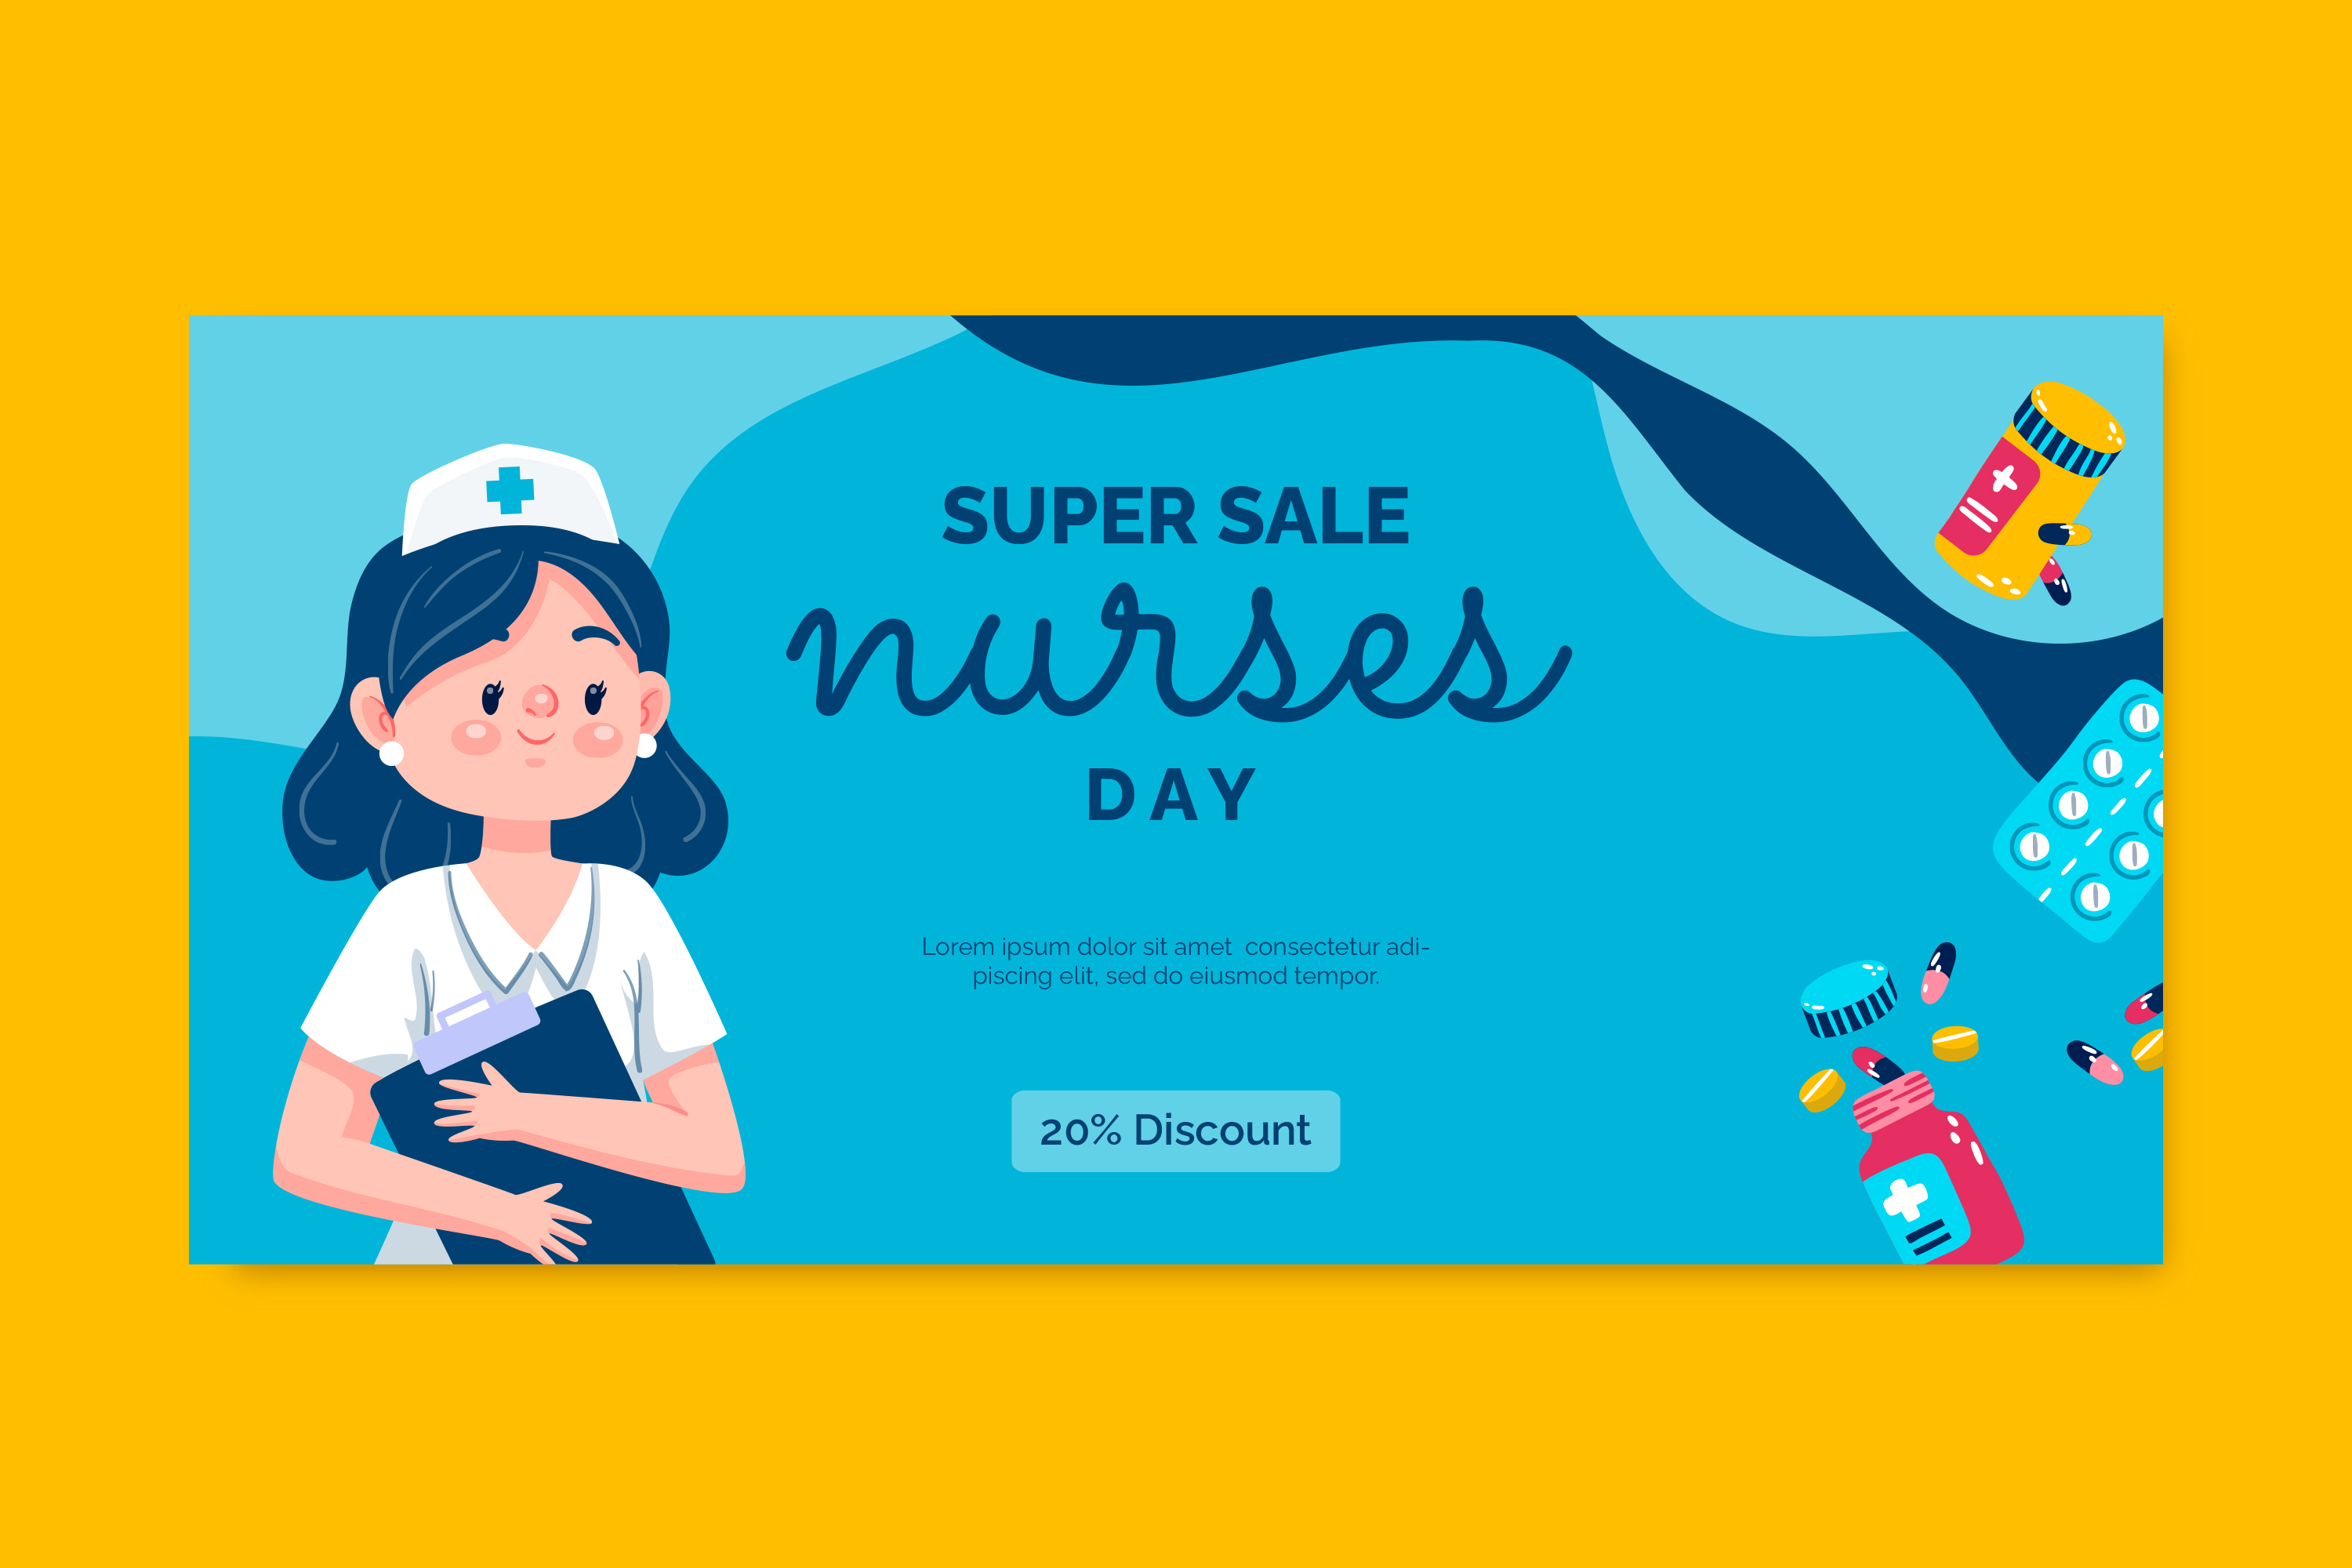 SUPER SALE
nurses
DAY
Lorem ipsum dolor sit amet  consectetur adi-
piscing elit, sed do eiusmod tempor.
20% Discount